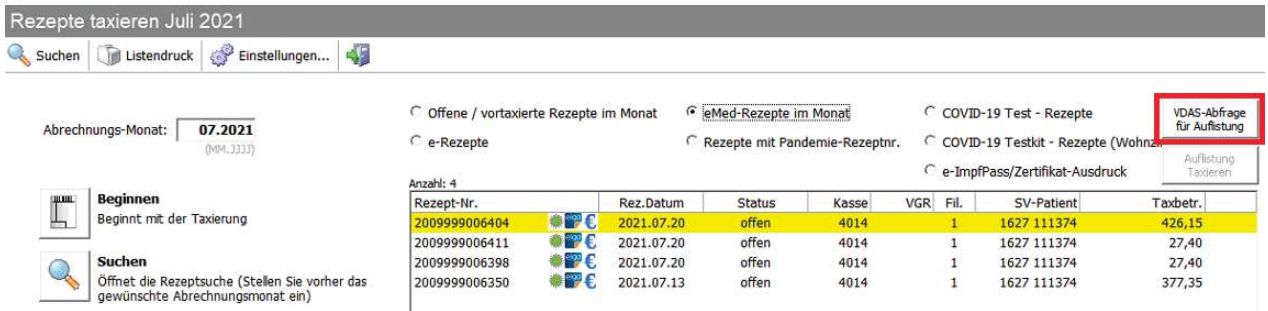 Rezepte taxieren Juli 2021
Suchen Listendruck Einstellungen...
Offene / vortaxierte Rezepte im Monat eMed-Rezepte im Monat COVID-19 Test - Rezepte VDAS-Abfrage für Auflistung
Abrechnungs-Monat: 07.2021
(MM.JJJJ)
e-Rezepte Rezepte mit Pandemie-Rezeptnr. COVID-19 Testkit - Rezepte (Wohnzi
e-ImpfPass/Zertifikat-Ausdruck Auflistung Taxieren
Anzahl: 4
Beginnen
Beginnt mit der Taxierung
Suchen
Öffnet die Rezeptsuche (Stellen Sie vorher das
gewünschte Abrechnungsmonat ein)
Rezept-Nr. Rez.Datum Status Kasse VGR Fil. SV-Patient Taxbetr.
2009999006404 € 2021.07.20 offen 4014 1 1627 111374 426,15
2009999006411 € 2021.07.20 offen 4014 1 1627 111374 27,40
2009999006398 € 2021.07.20 offen 4014 1 1627 111374 27,40
2009999006350 € 2021.07.13 offen 4014 1 1627 111374 377,35